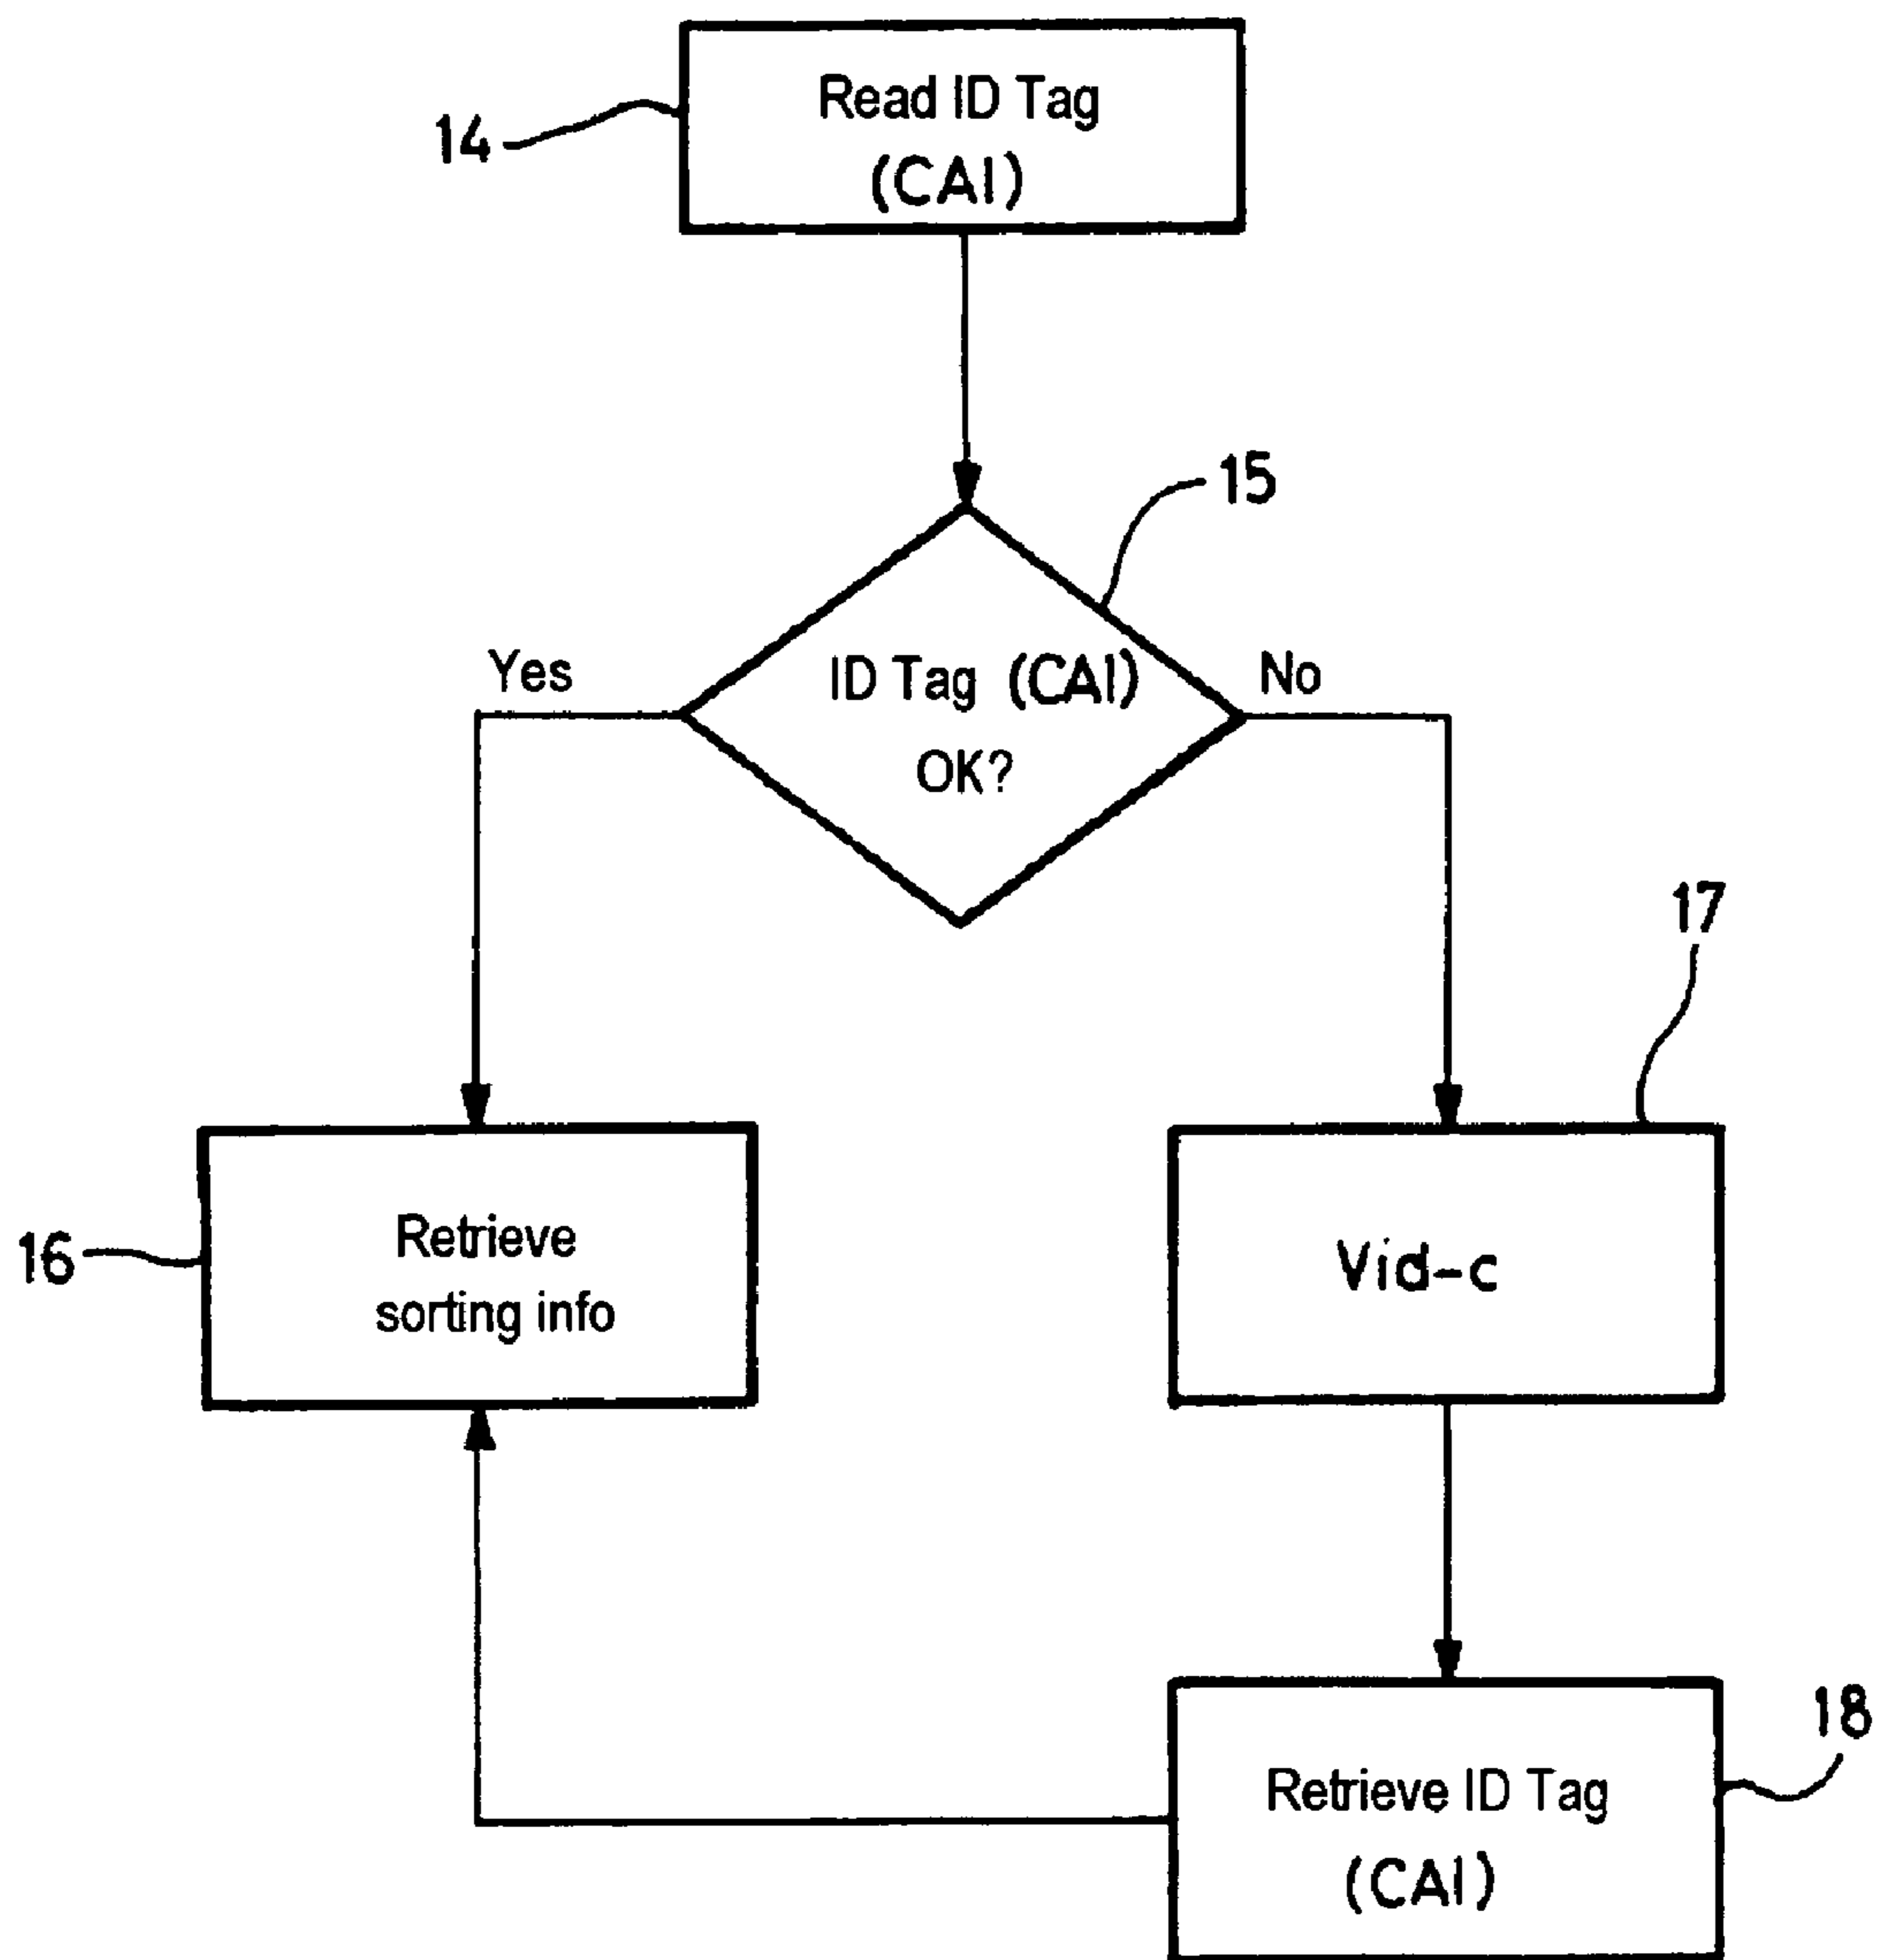 14
Read ID Tag
(CAI)
15
Yes
ID Tag (CAI)
No
OK?
17
16
Retrieve
sorting info
Vid-c
18
Retrieve ID Tag
(CAI)